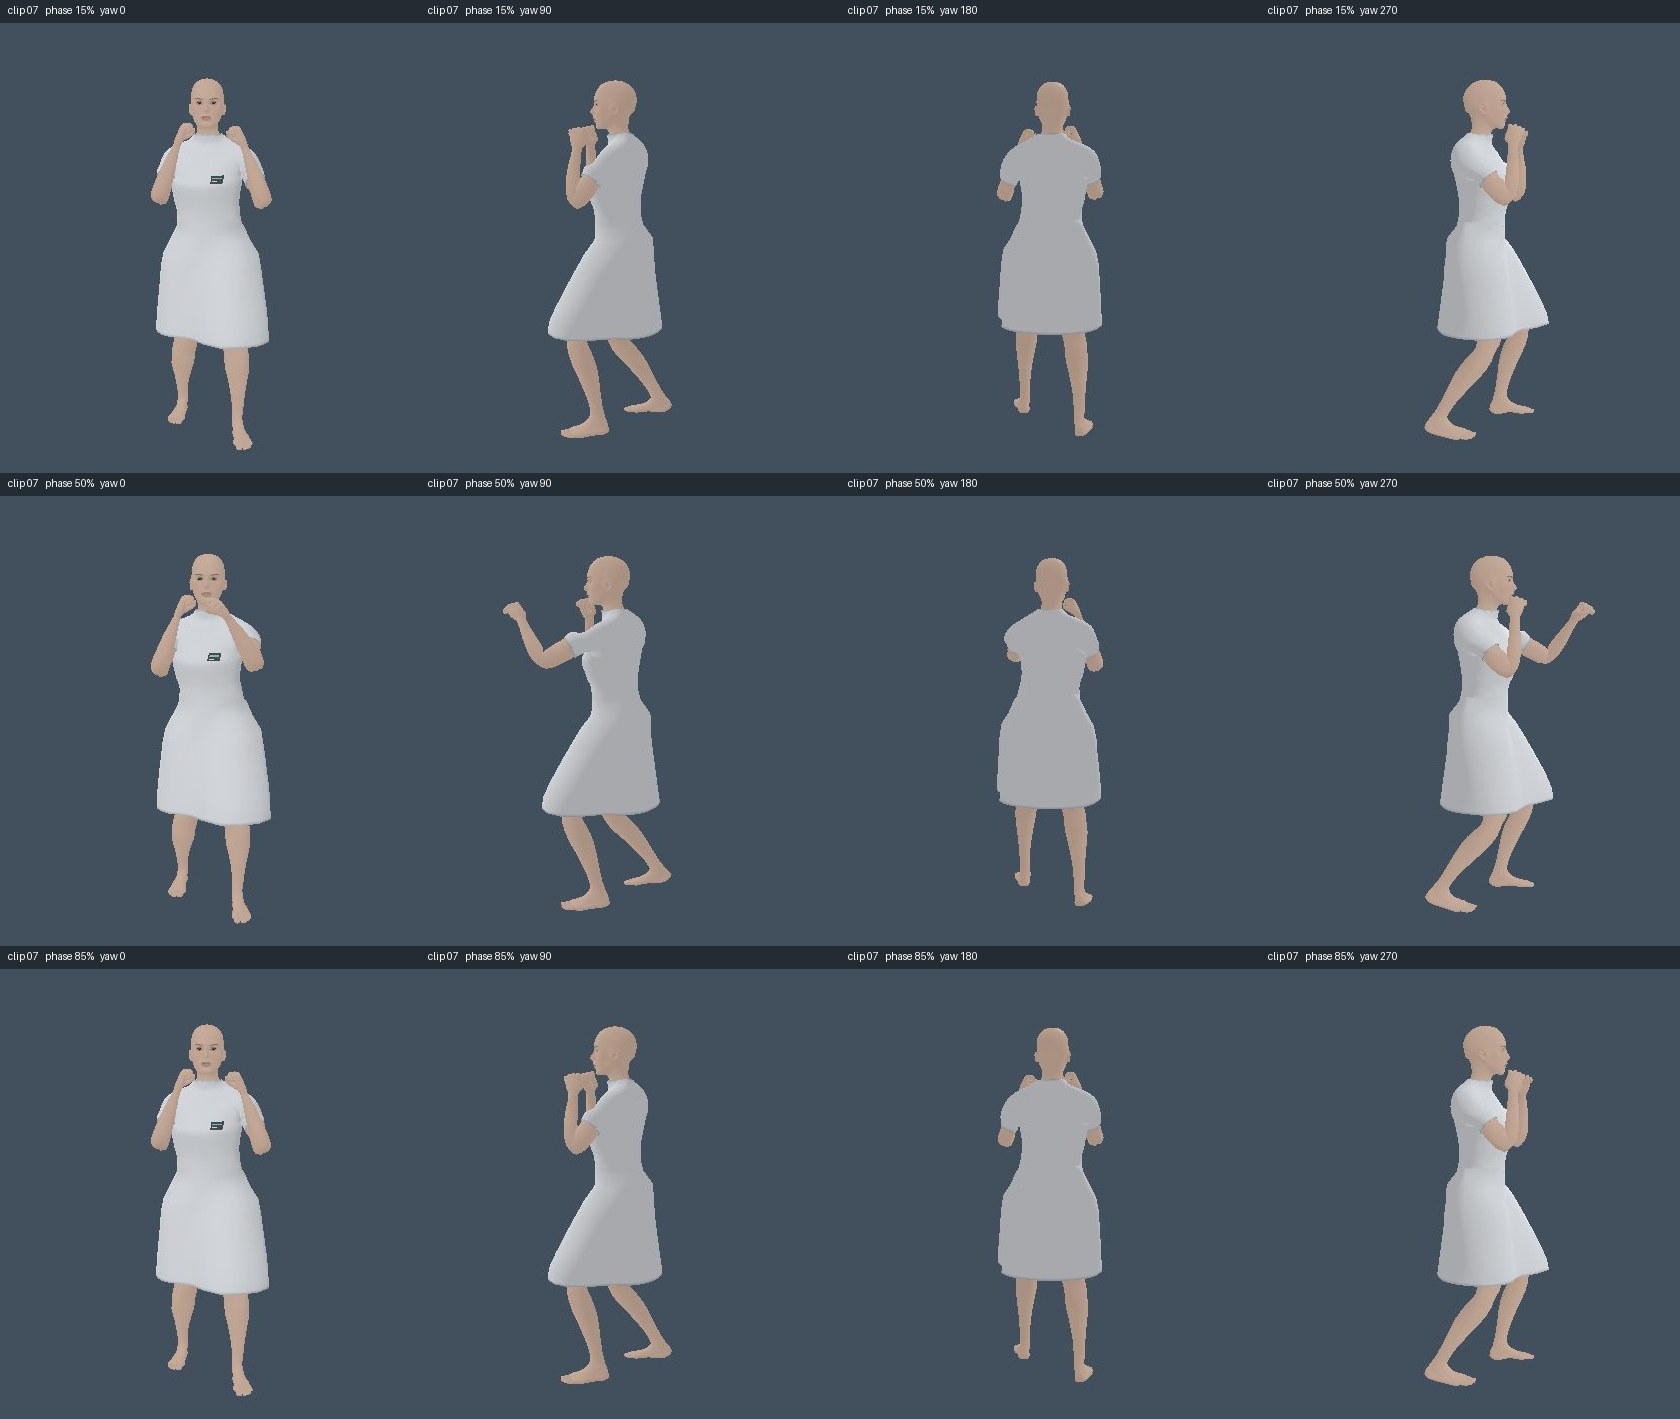 clip07 phase 15% yaw 0
clip07 phase 15% yaw 90
clip07 phase 15% yaw 180
clip07 phase 15% yaw 270
clip07 phase 50% yaw 0
clip07 phase 50% yaw 90
clip07 phase 50% yaw 180
clip07 phase 50% yaw 270
clip07 phase 85% yaw 0
clip07 phase 85% yaw 90
clip07 phase 85% yaw 180
clip07 phase 85% yaw 270